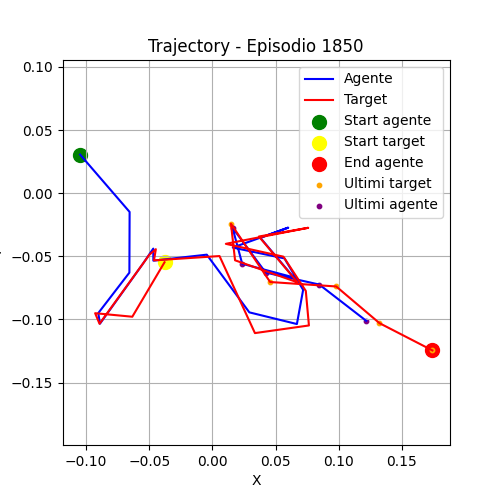 Trajectory - Episodio 1850
0.10
0.05
0.00
−0.05
−0.10
−0.15
Agente
Target
Start agente
Start target
End agente
Ultimi target
Ultimi agente
−0.10
−0.05
0.00
0.05
0.10
0.15
X